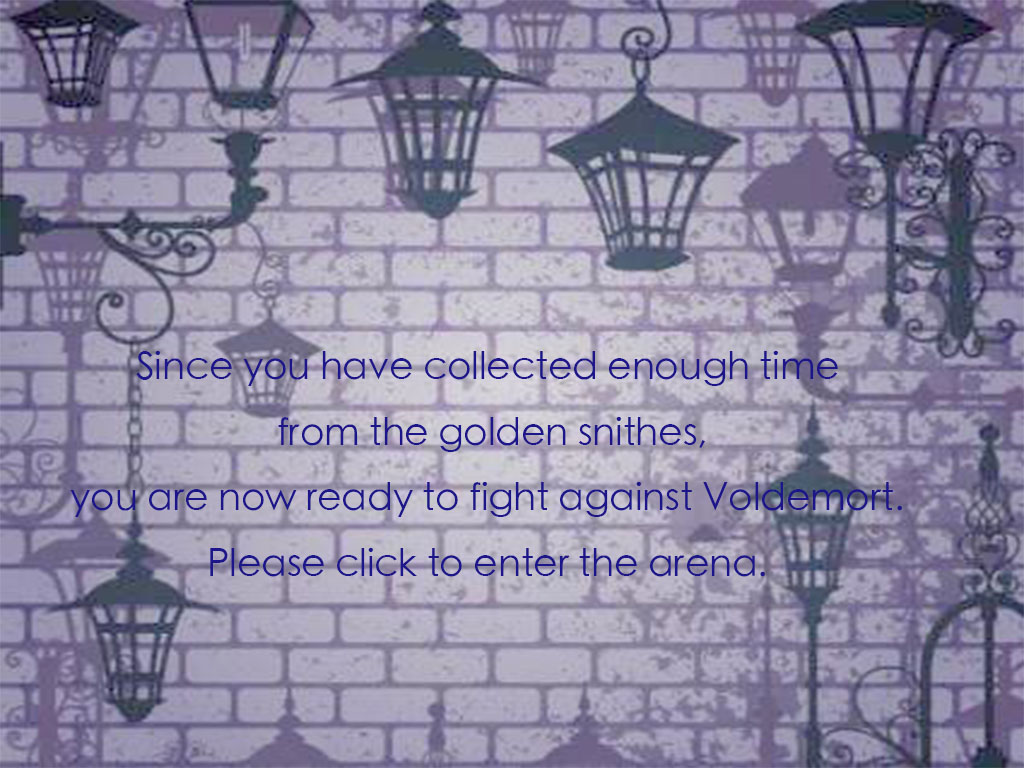 Since you have collected enough time
from the golden snithes,
you are now ready to fight against Voldemort.
Please click to enter the arena.